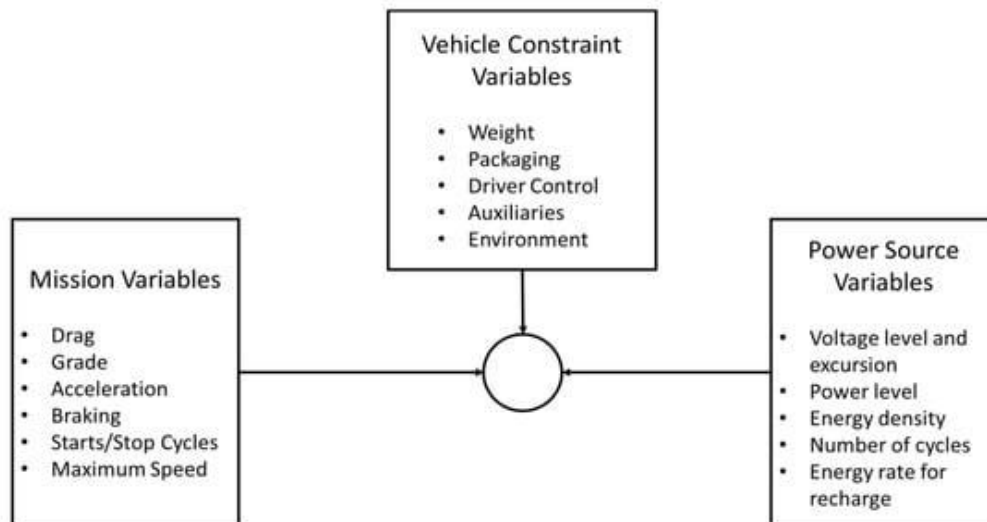 Vehicle Constraint
Variables
• Weight
• Packaging
• Driver Control
• Auxiliaries
• Environment
Mission Variables
• Drag
• Grade
• Acceleration
• Braking
• Starts/Stop Cycles
• Maximum Speed
Power Source
Variables
• Voltage level and
excursion
• Power level
• Energy density
• Number of cycles
• Energy rate for
recharge